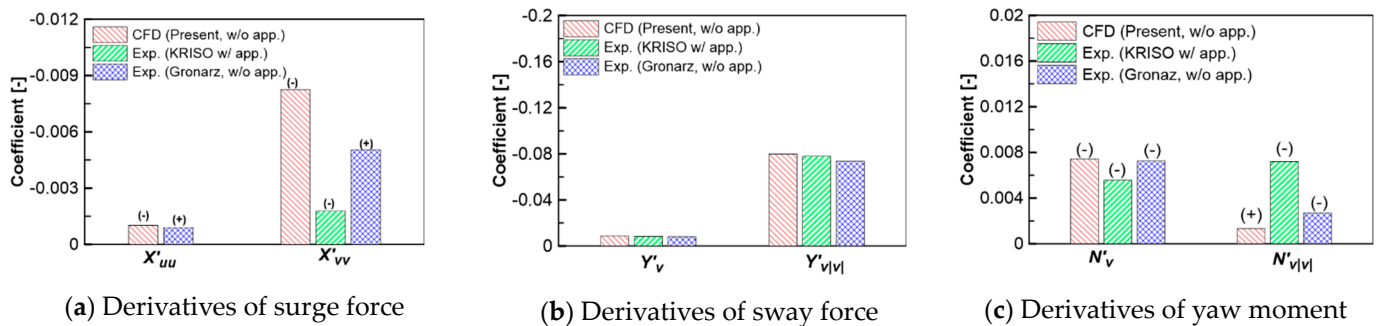 -0.012
-0.009
-0.006
-0.003
0
Coefficient [-]
CFD (Present, w/o app.)
Exp. (KRISO w/ app.)
Exp. (Gronarz, w/o app.)
(-)
(+)
(-)
(-)
(+)
X'uu
X'vv
(a) Derivatives of surge force
-0.2
-0.16
-0.12
-0.08
-0.04
0
Coefficient [-]
CFD (Present, w/o app.)
Exp. (KRISO w/ app.)
Exp. (Gronarz, w/o app.)
Y'v
Y'v|v|
(b) Derivatives of sway force
0.02
0.016
0.012
0.008
0.004
0
Coefficient [-]
CFD (Present, w/o app.)
Exp. (KRISO w/ app.)
Exp. (Gronaz, w/o app.)
(-)
(-)
(-)
(+)
(-)
(-)
N'v
N'v|v|
(c) Derivatives of yaw moment